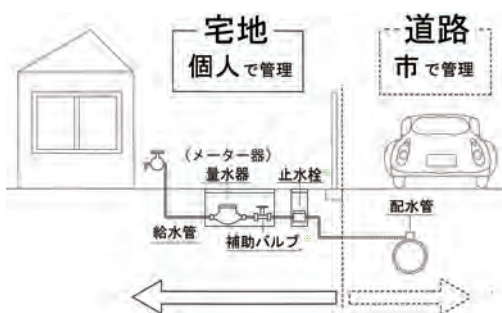 宅地
個人で管理
道路
市で管理
（メーター器）
量水器
止水栓
配水管
給水管
補助バルブ